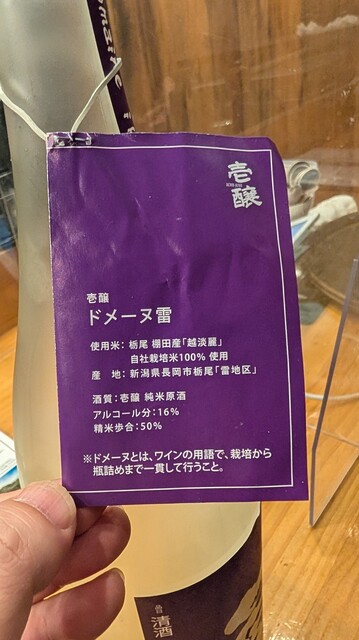 壱醸
壱醸
ドメーヌ雷
使用米：栃尾 棚田産「越淡麗」
自社栽培米100% 使用
産　地：新潟県長岡市栃尾「雷地区」
酒質：壱醸 純米原酒
アルコール分：16%
精米歩合：50%
※ドメーヌとは、ワインの用語で、栽培から
瓶詰めまで一貫して行うこと。
清酒